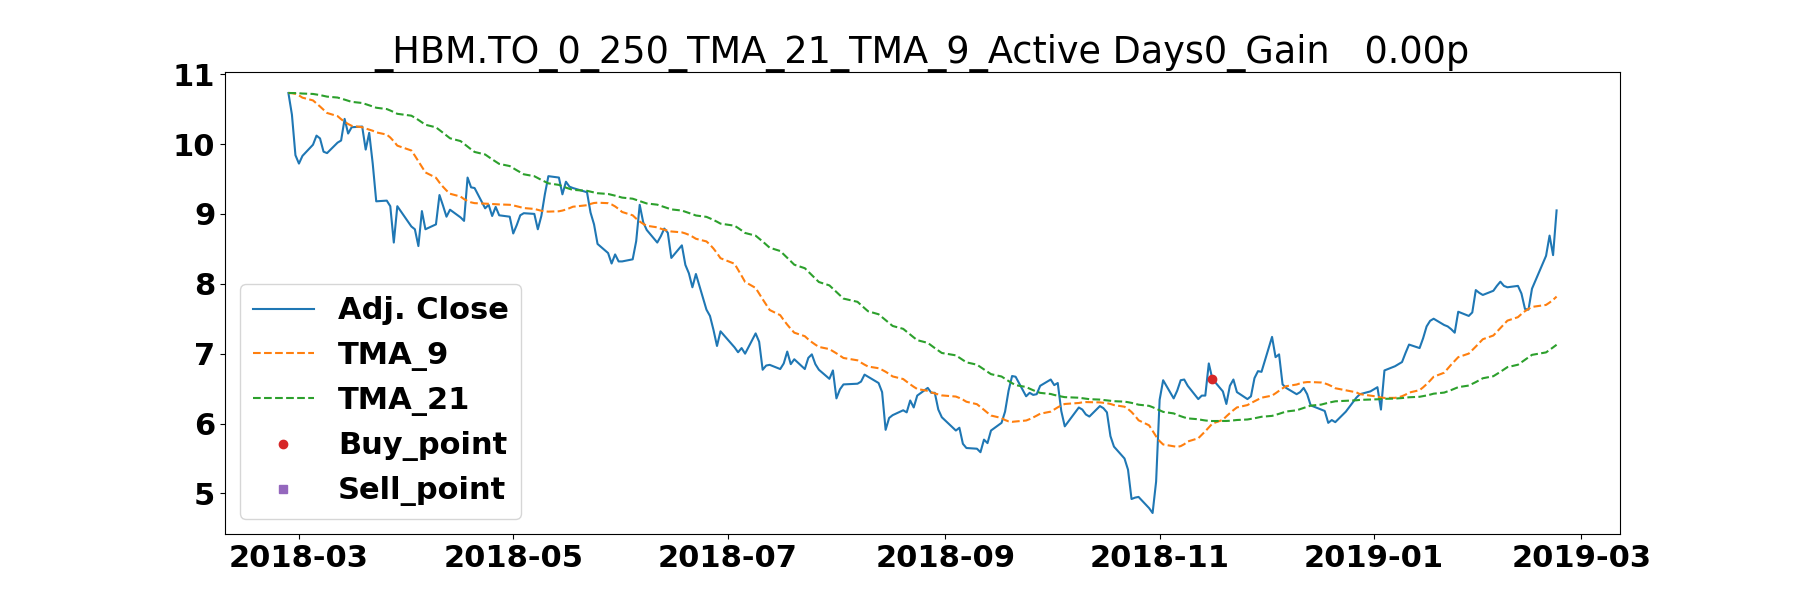 _HBM.TO_0_250_TMA_21_TMA_9_Active Days0_Gain   0.00p
11
10
9
8
7
6
5
Adj. Close
TMA_9
TMA_21
Buy_point
Sell_point
2018-03 2018-05 2018-07 2018-09 2018-11 2019-01 2019-03